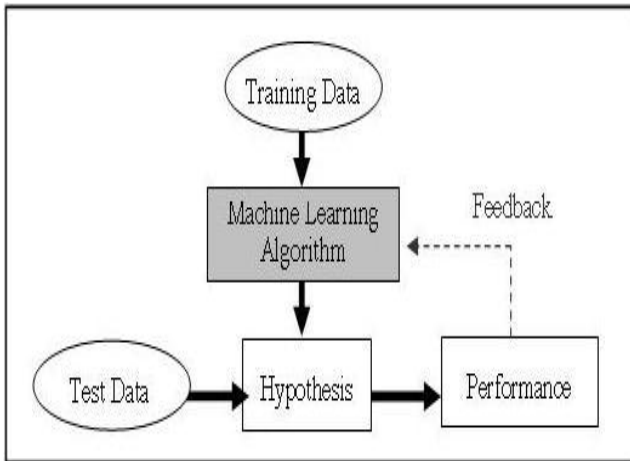 Training Data
Machine Learning
Algorithm
Feedback
Test Data
Hypothesis
Performance